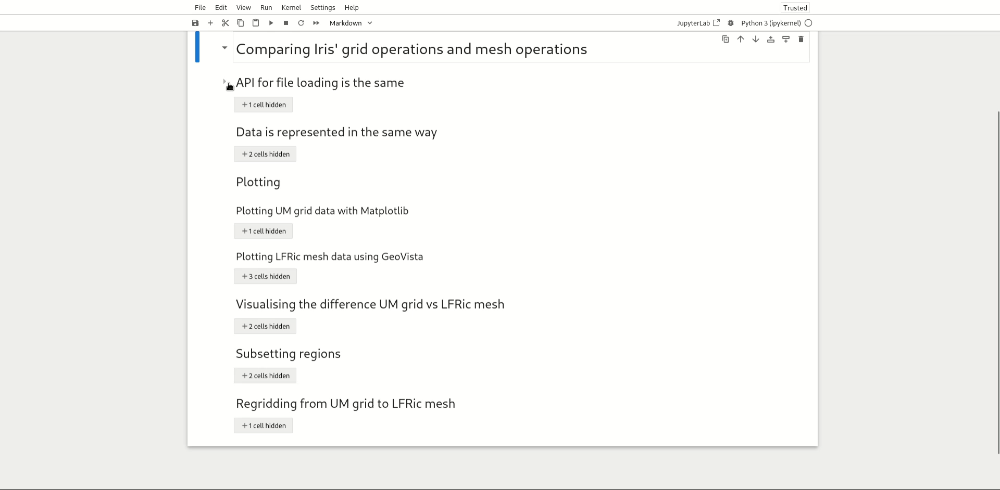 File Edit View Run Kernel Settings Help Trusted
Markdown JupyterLab Python 3 (ipykernel)
Comparing Iris' grid operations and mesh operations
API for file loading is the same
+ 1 cell hidden
Data is represented in the same way
+ 2 cells hidden
Plotting
Plotting UM grid data with Matplotlib
+ 1 cell hidden
Plotting LFRic mesh data using GeoVista
+ 3 cells hidden
Visualising the difference UM grid vs LFRic mesh
+ 2 cells hidden
Subsetting regions
+ 2 cells hidden
Regridding from UM grid to LFRic mesh
+ 1 cell hidden